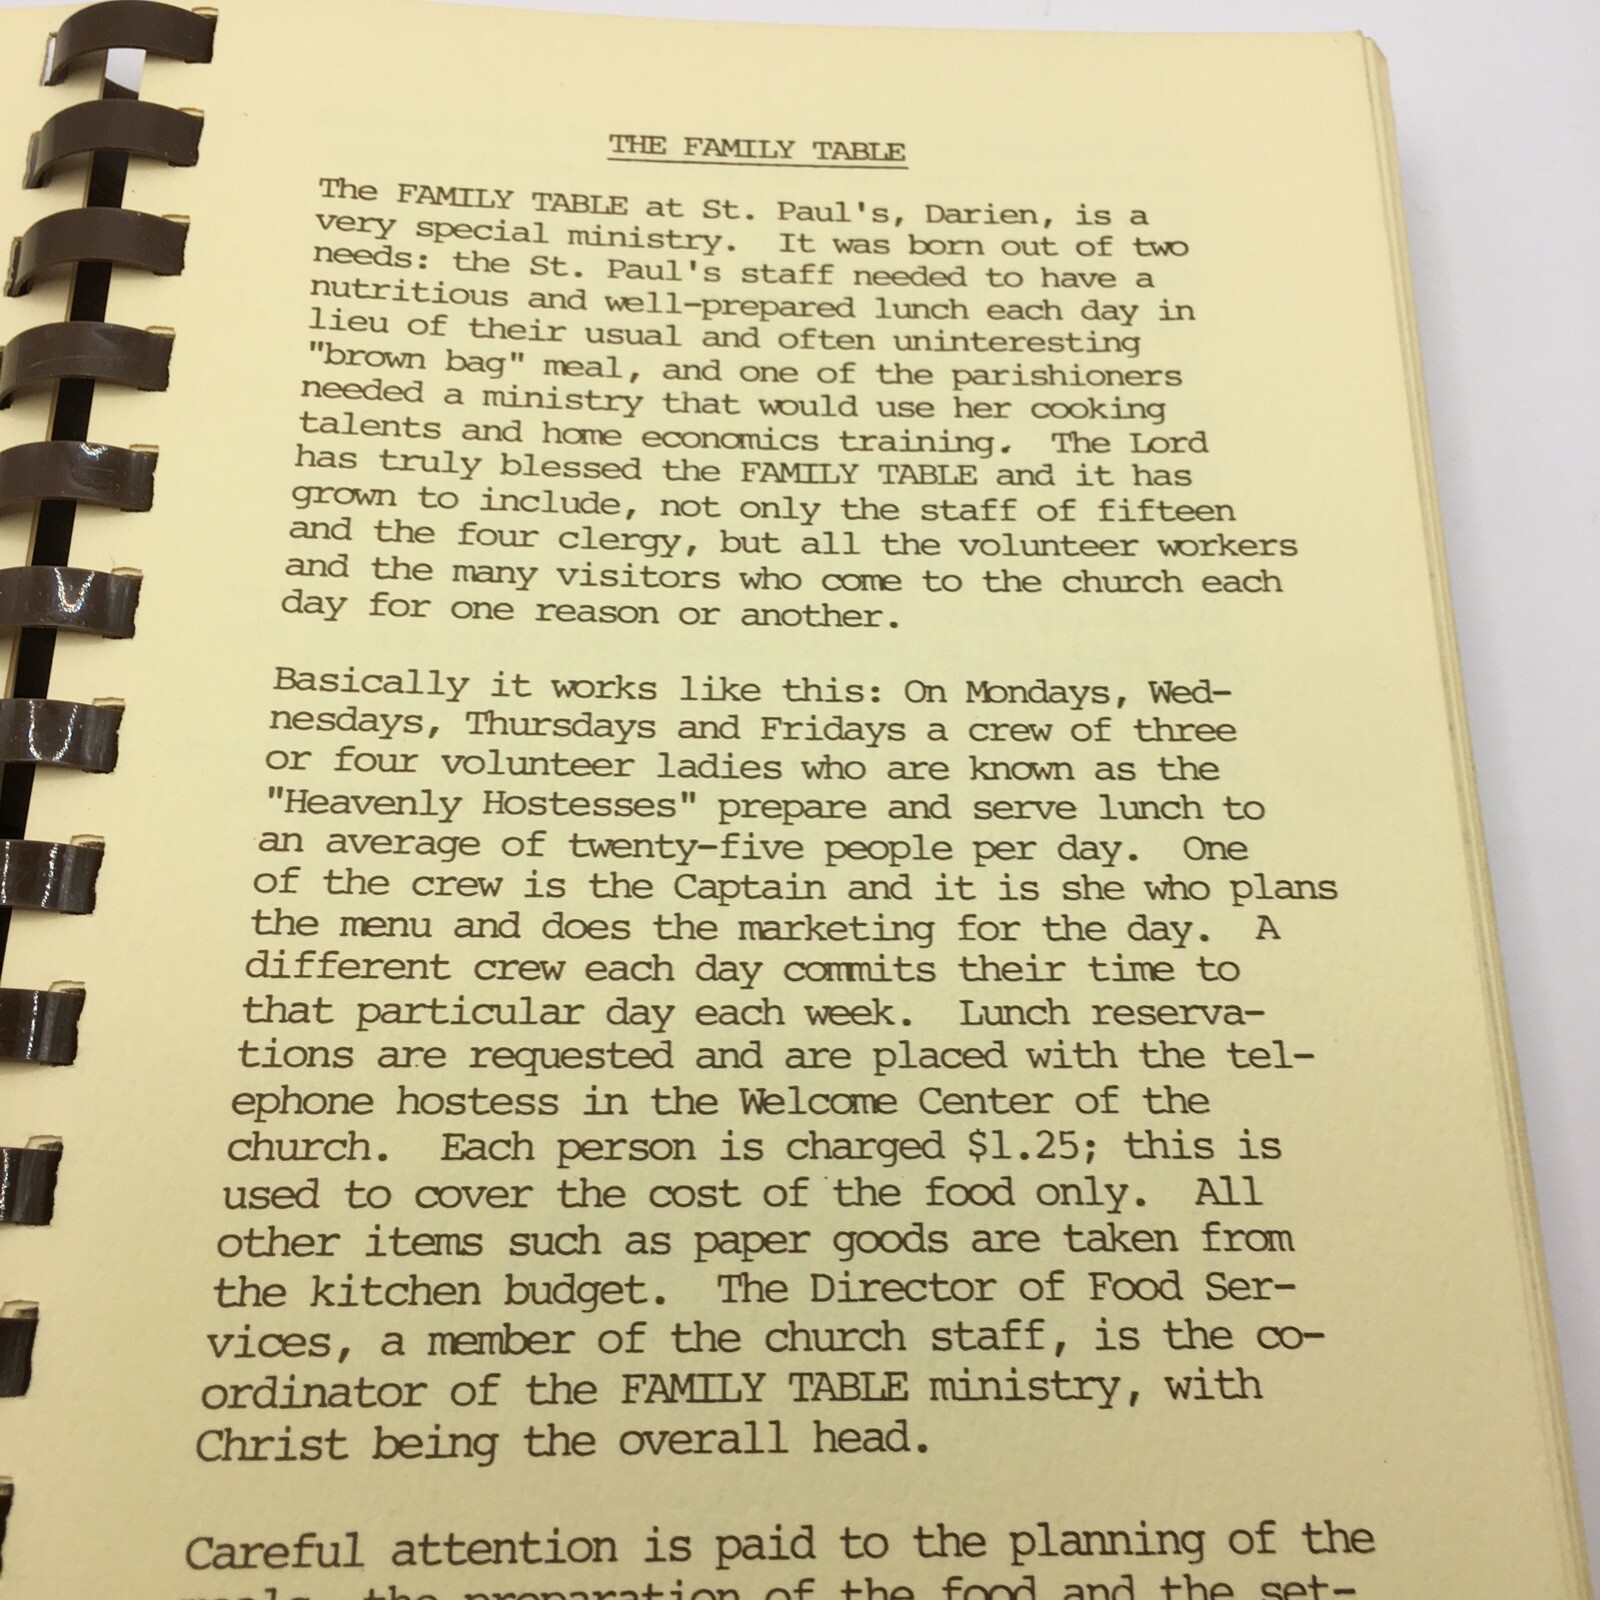 THE FAMILY TABLE
The FAMILY TABLE at St. Paul's, Darien, is a
very special ministry.  It was born out of two
needs: the St. Paul's staff needed to have a
nutritious and well-prepared lunch each day in
lieu of their usual and often uninteresting
"brown bag" meal, and one of the parishioners
needed a ministry that would use her cooking
talents and home economics training.  The Lord
has truly blessed the FAMILY TABLE and it has
grown to include, not only the staff of fifteen
and the four clergy, but all the volunteer workers
and the many visitors who come to the church each
day for one reason or another.
Basically it works like this: On Mondays, Wed-
nesdays, Thursdays and Fridays a crew of three
or four volunteer ladies who are known as the
"Heavenly Hostesses" prepare and serve lunch to
an average of twenty-five people per day.  One
of the crew is the Captain and it is she who plans
the menu and does the marketing for the day.  A
different crew each day commits their time to
that particular day each week.  Lunch reserva-
tions are requested and are placed with the tel-
ephone hostess in the Welcome Center of the
church.  Each person is charged $1.25; this is
used to cover the cost of the food only.  All
other items such as paper goods are taken from
the kitchen budget.  The Director of Food Ser-
vices, a member of the church staff, is the co-
ordinator of the FAMILY TABLE ministry, with
Christ being the overall head.
Careful attention is paid to the planning of the
meals, the preparation of the food and the set-